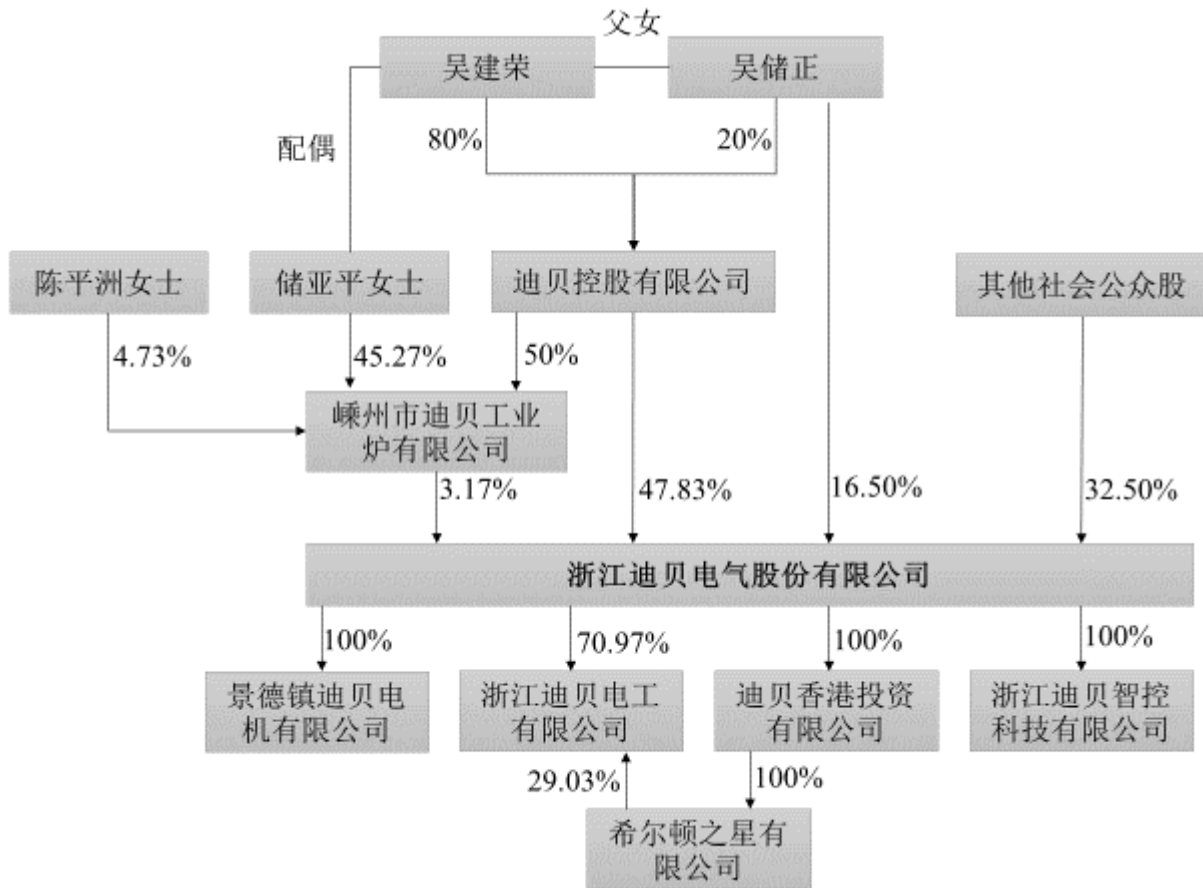 父女
吴建荣
吴储正
80%
20%
配偶
陈平洲女士
储亚平女士
迪贝控股有限公司
其他社会公众股
4.73%
45.27%
50%
嵊州市迪贝工业
炉有限公司
3.17%
47.83%
16.50%
32.50%
浙江迪贝电气股份有限公司
100%
70.97%
100%
100%
景德镇迪贝电
机有限公司
浙江迪贝电工
有限公司
迪贝香港投资
有限公司
浙江迪贝智控
科技有限公司
29.03%
100%
希尔顿之星有
限公司